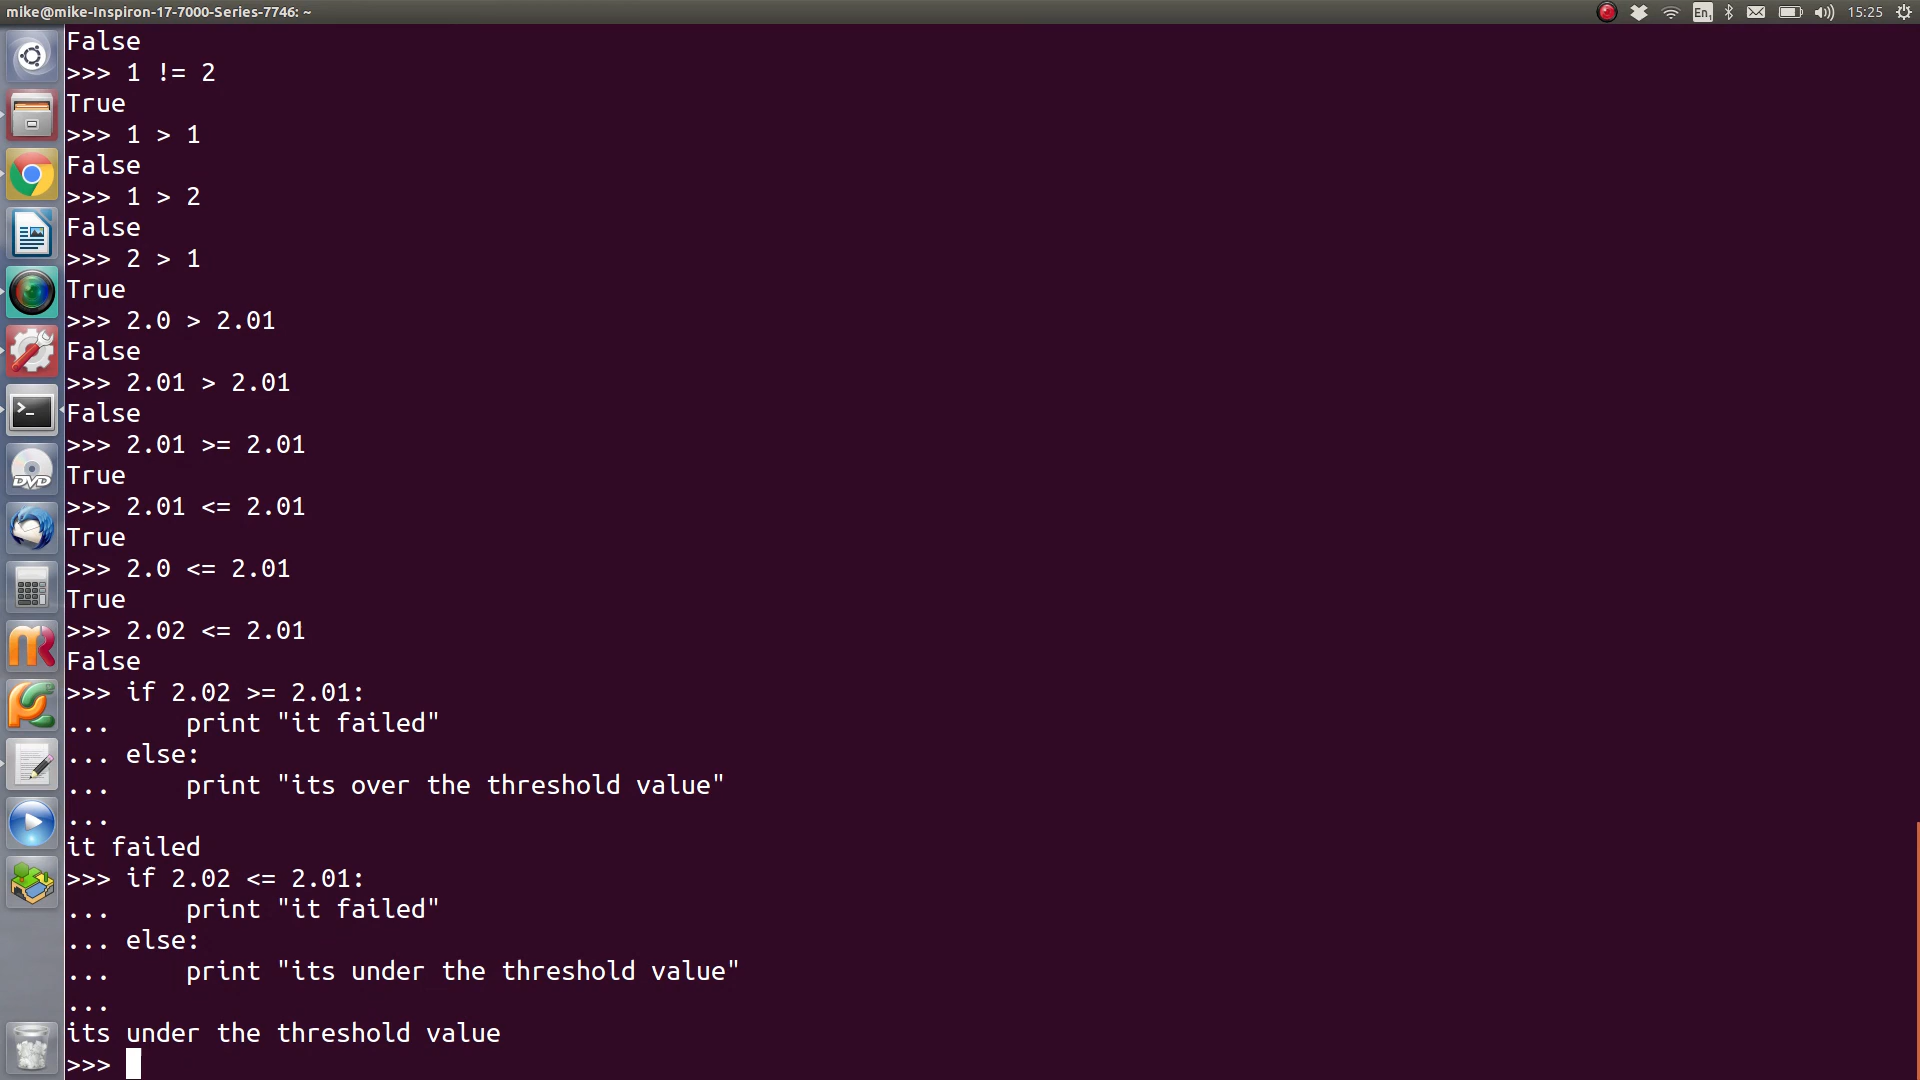 mike@mike-Inspiron-17-7000-Series-7746: ~
En1
15:25
False
>>> 1 != 2
True
>>> 1 > 1
False
>>> 1 > 2
False
>>> 2 > 1
True
>>> 2.0 > 2.01
False
>>> 2.01 > 2.01
False
>>> 2.01 >= 2.01
True
>>> 2.01 <= 2.01
True
>>> 2.0 <= 2.01
True
>>> 2.02 <= 2.01
False
>>> if 2.02 >= 2.01:
...     print "it failed"
... else:
...     print "its over the threshold value"
...
it failed
>>> if 2.02 <= 2.01:
...     print "it failed"
... else:
...     print "its under the threshold value"
...
its under the threshold value
>>>
DVD